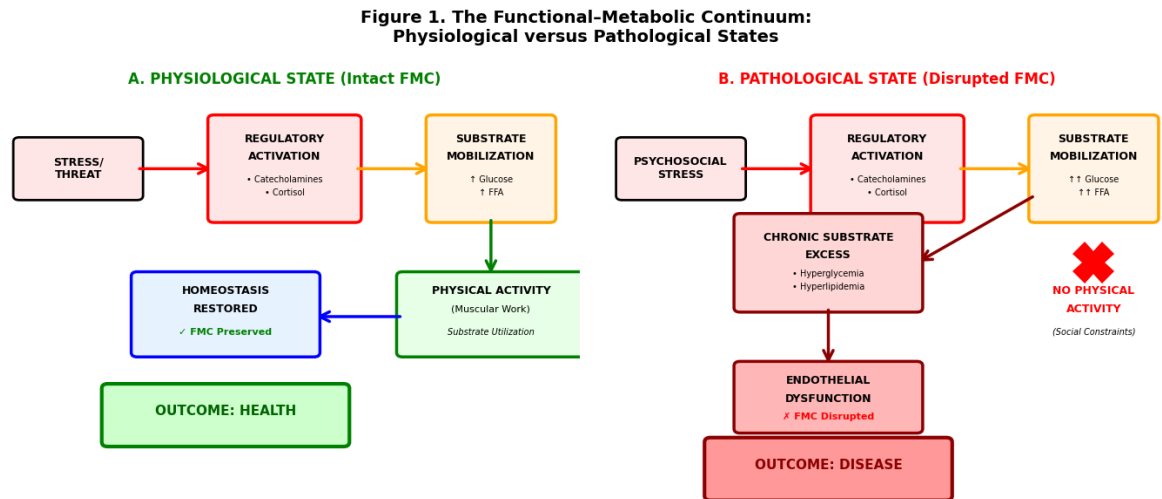 Figure 1. The Functional–Metabolic Continuum:
Physiological versus Pathological States
A. PHYSIOLOGICAL STATE (Intact FMC)
STRESS/
THREAT
REGULATORY
ACTIVATION
• Catecholamines
• Cortisol
SUBSTRATE
MOBILIZATION
↑ Glucose
↑ FFA
PHYSICAL ACTIVITY
(Muscular Work)
Substrate Utilization
HOMEOSTASIS
RESTORED
✓ FMC Preserved
OUTCOME: HEALTH
B. PATHOLOGICAL STATE (Disrupted FMC)
PSYCHOSOCIAL
STRESS
REGULATORY
ACTIVATION
• Catecholamines
• Cortisol
SUBSTRATE
MOBILIZATION
↑↑ Glucose
↑↑ FFA
CHRONIC SUBSTRATE
EXCESS
• Hyperglycemia
• Hyperlipidemia
NO PHYSICAL
ACTIVITY
(Social Constraints)
ENDOTHELIAL
DYSFUNCTION
✗ FMC Disrupted
OUTCOME: DISEASE